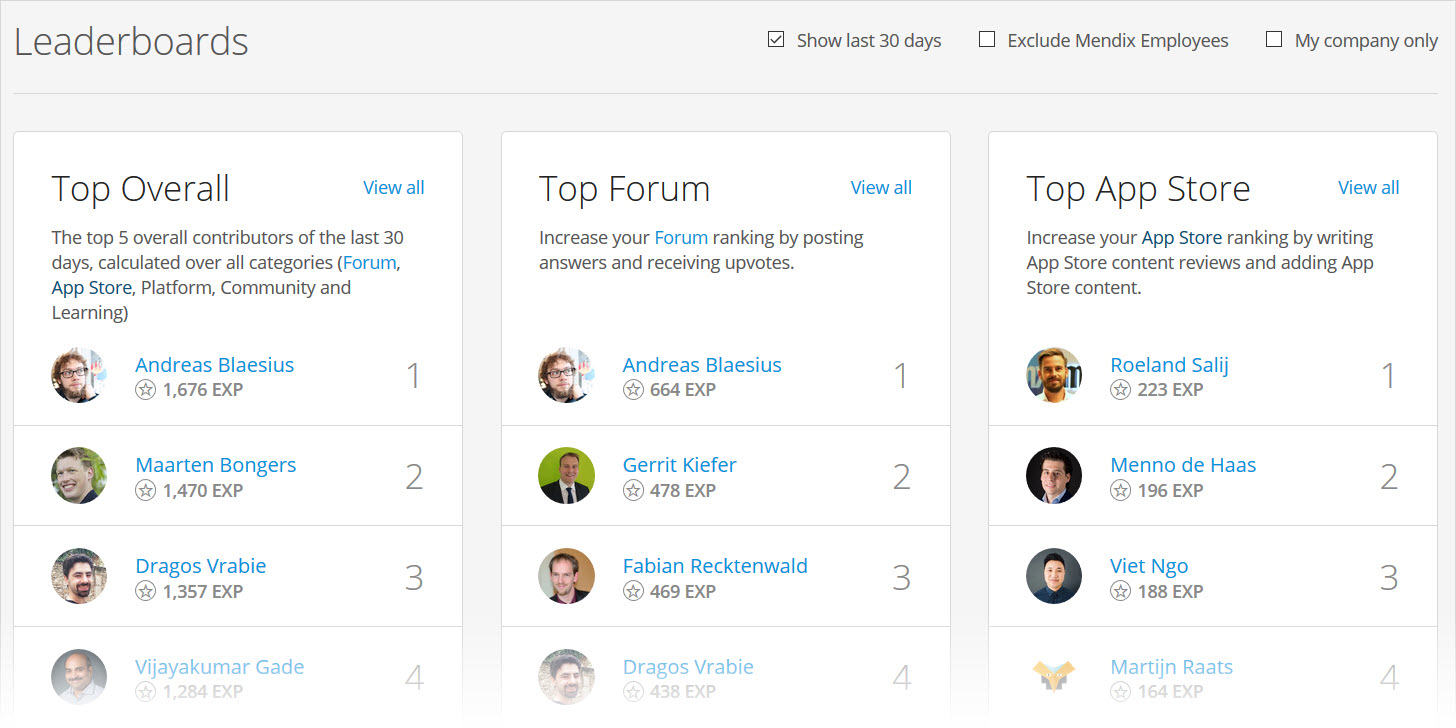 Leaderboards
Show last 30 days
Exclude Mendix Employees
My company only
Top Overall
View all
The top 5 overall contributors of the last 30
days, calculated over all categories (Forum,
App Store, Platform, Community and
Learning)
Andreas Blaesius
1,676 EXP
1
Maarten Bongers
1,470 EXP
2
Dragos Vrabie
1,357 EXP
3
Vijayakumar Gade
1,284 EXP
4
Top Forum
View all
Increase your Forum ranking by posting
answers and receiving upvotes.
Andreas Blaesius
664 EXP
1
Gerrit Kiefer
478 EXP
2
Fabian Recktenwald
469 EXP
3
Dragos Vrabie
438 EXP
4
Top App Store
View all
Increase your App Store ranking by writing
App Store content reviews and adding App
Store content.
Roeland Salij
223 EXP
1
Menno de Haas
196 EXP
2
Viet Ngo
188 EXP
3
Martijn Raats
164 EXP
4